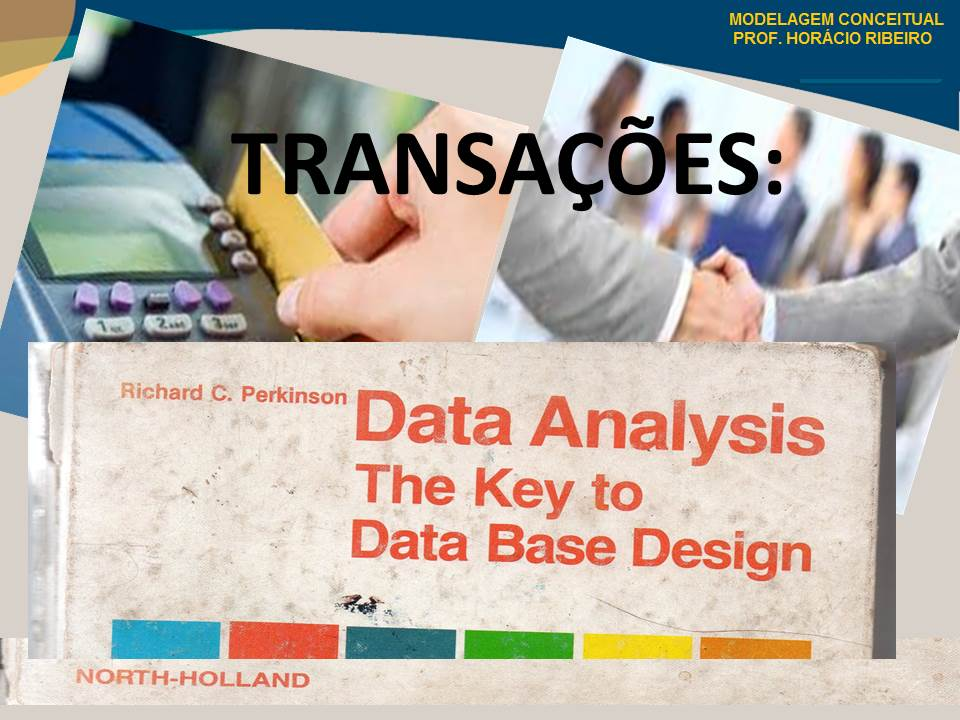 MODELAGEM CONCEITUAL
PROF. HORÁCIO RIBEIRO
TRANSAÇÕES:
Richard C. Perkinson
Data Analysis
The Key to
Data Base Design
NORTH-HOLLAND